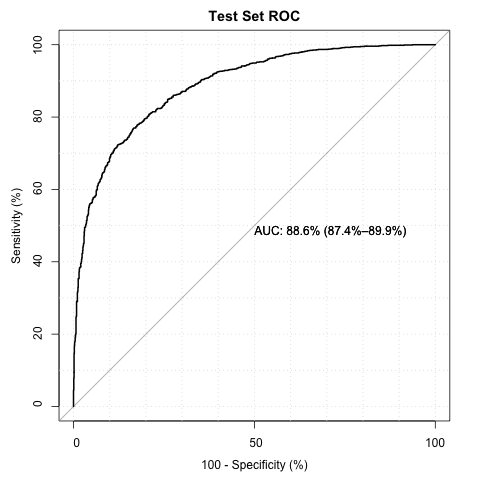 Test Set ROC
100
80
60
40
20
0
Sensitivity (%)
AUC: 88.6% (87.4%–89.9%)
0 50 100
100 - Specificity (%)